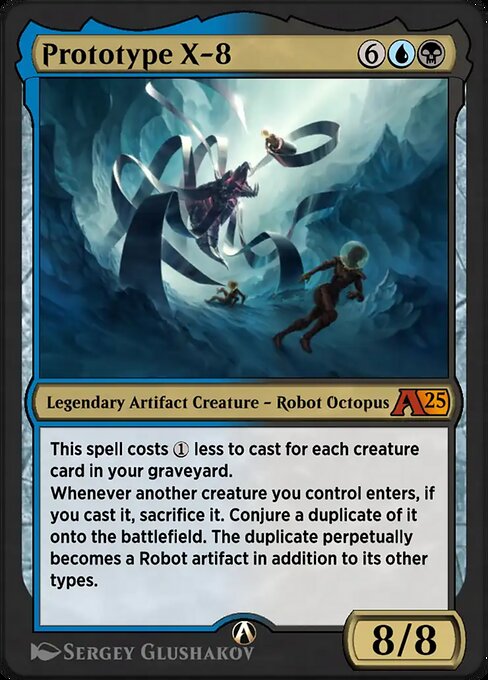 Prototype X-8 6
Legendary Artifact Creature – Robot Octopus A25
This spell costs 1 less to cast for each creature
card in your graveyard.
Whenever another creature you control enters, if
you cast it, sacrifice it. Conjure a duplicate of it
onto the battlefield. The duplicate perpetually
becomes a Robot artifact in addition to its other
types.
8/8
Sergey Glushakov